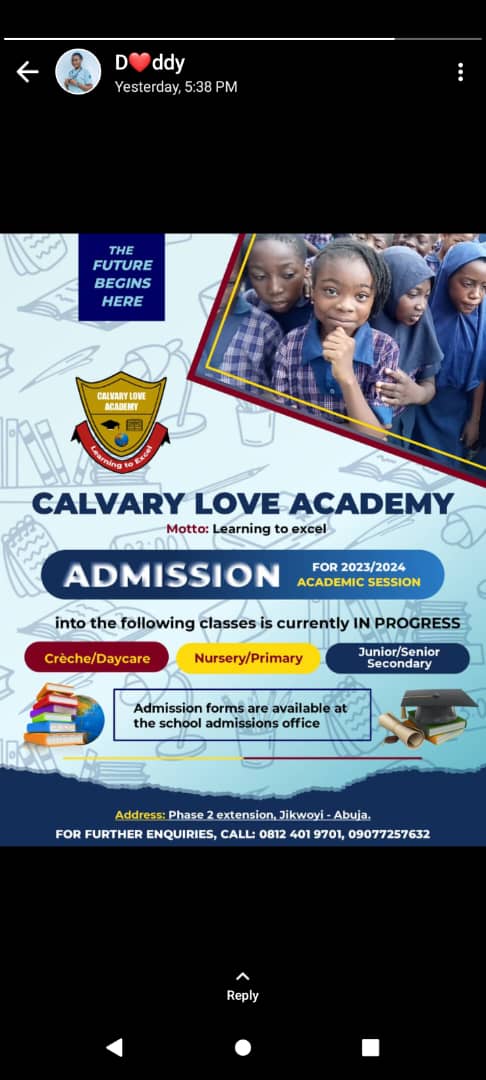 D❤️ddy
Yesterday, 5:38 PM
THE
FUTURE
BEGINS
HERE
CALVARY LOVE
ACADEMY
Learning to Excel
CALVARY LOVE ACADEMY
Motto: Learning to excel
ADMISSION
FOR 2023/2024
ACADEMIC SESSION
into the following classes is currently IN PROGRESS
Crèche/Daycare
Nursery/Primary
Junior/Senior
Secondary
Admission forms are available at
the school admissions office
Address: Phase 2 extension, Jikwoyi - Abuja.
FOR FURTHER ENQUIRIES, CALL: 0812 401 9701, 09077257632
Reply